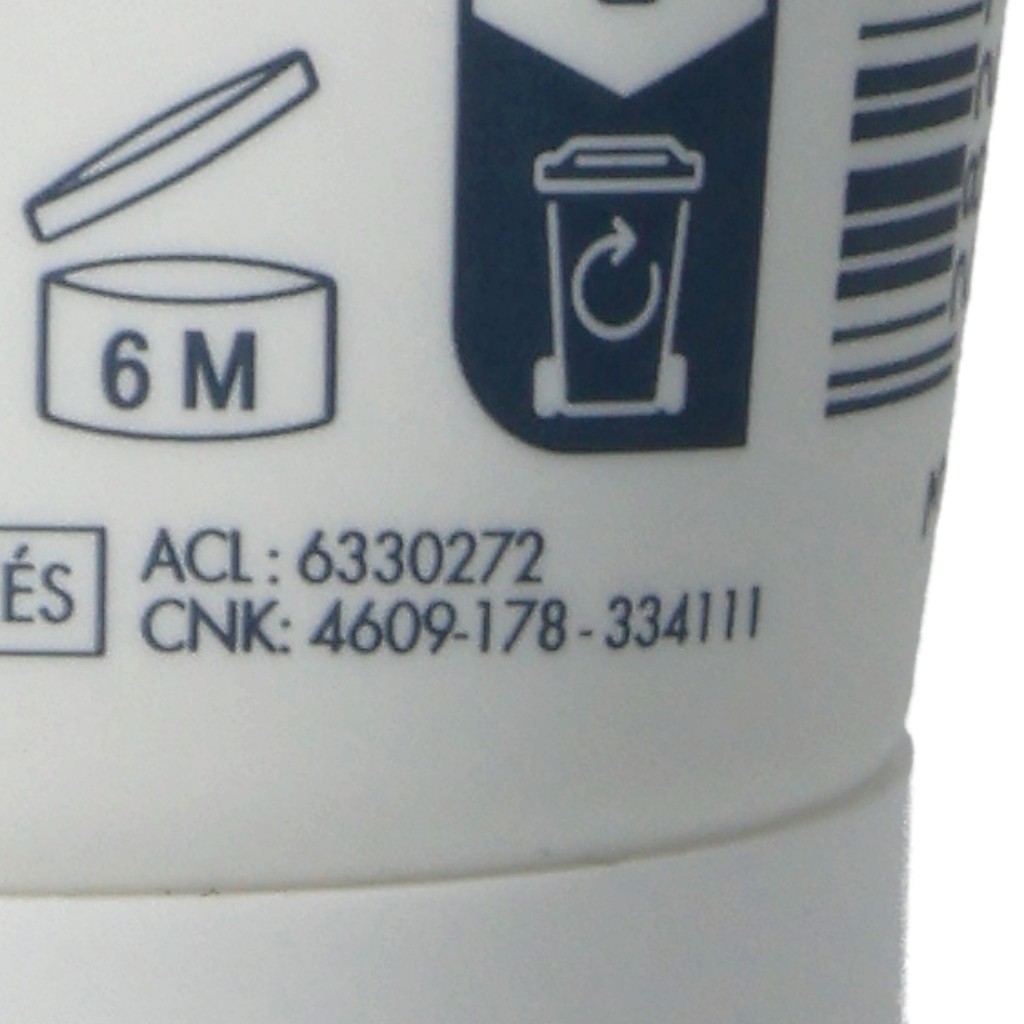 6 M
ÉS
ACL : 6330272
CNK: 4609-178 - 334111